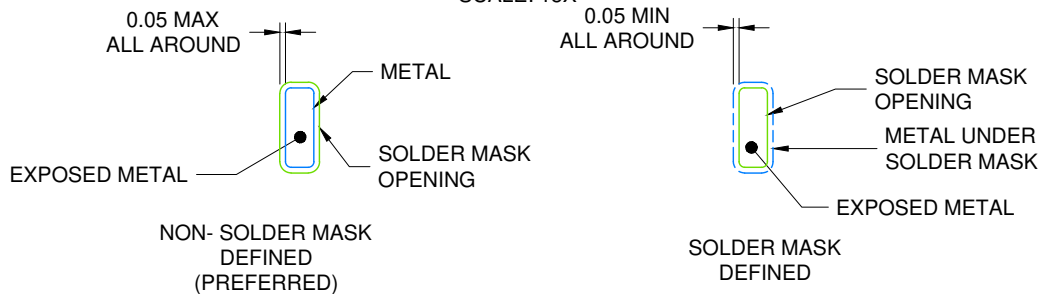 0.05 MAX
ALL AROUND
METAL
EXPOSED METAL
SOLDER MASK
OPENING
NON- SOLDER MASK
DEFINED
(PREFERRED)
0.05 MIN
ALL AROUND
SOLDER MASK
OPENING
METAL UNDER
SOLDER MASK
EXPOSED METAL
SOLDER MASK
DEFINED